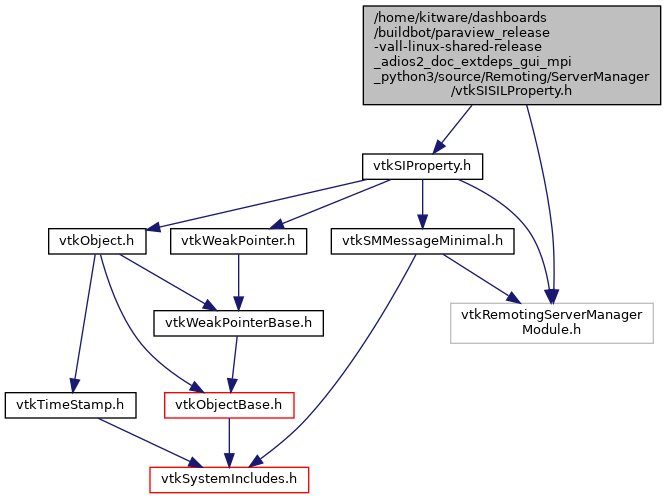 /home/kitware/dashboards
/buildbot/paraview_release
-vall-linux-shared-release
_adios2_doc_extdeps_gui_mpi
_python3/source/Remoting/ServerManager
/vtkSISILProperty.h
vtkSIProperty.h
vtkObject.h
vtkWeakPointer.h
vtkSMMessageMinimal.h
vtkWeakPointerBase.h
vtkRemotingServerManager
Module.h
vtkTimeStamp.h
vtkObjectBase.h
vtkSystemIncludes.h